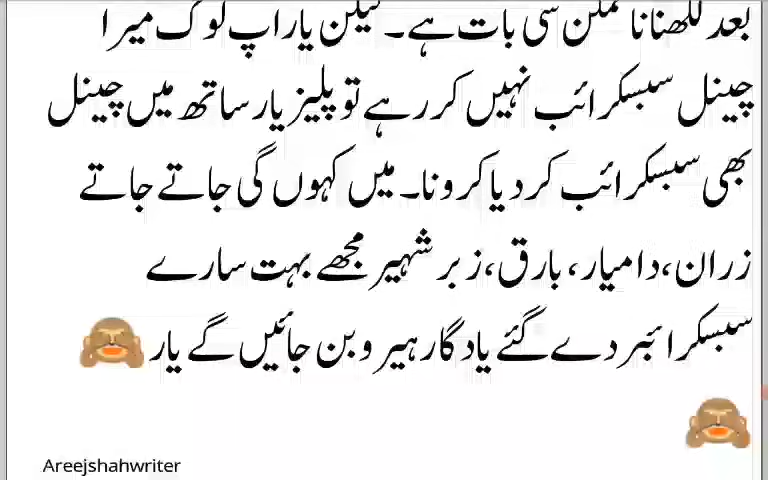 بعد لکھنا ناممکن سی بات ہے۔ لیکن یار آپ لوگ میرا
چینل سبسکرائب نہیں کر رہے تو پلیز یار ساتھ میں چینل
بھی سبسکرائب کر دیا کرو نا۔ میں کہوں گی جاتے جاتے
زران، دامیار، بارق، زبر شہیر مجھے بہت سارے
سبسکرائبر دے گئے یادگار ہیرو بن جائیں گے یار 🙈
🙈
Areejshahwriter